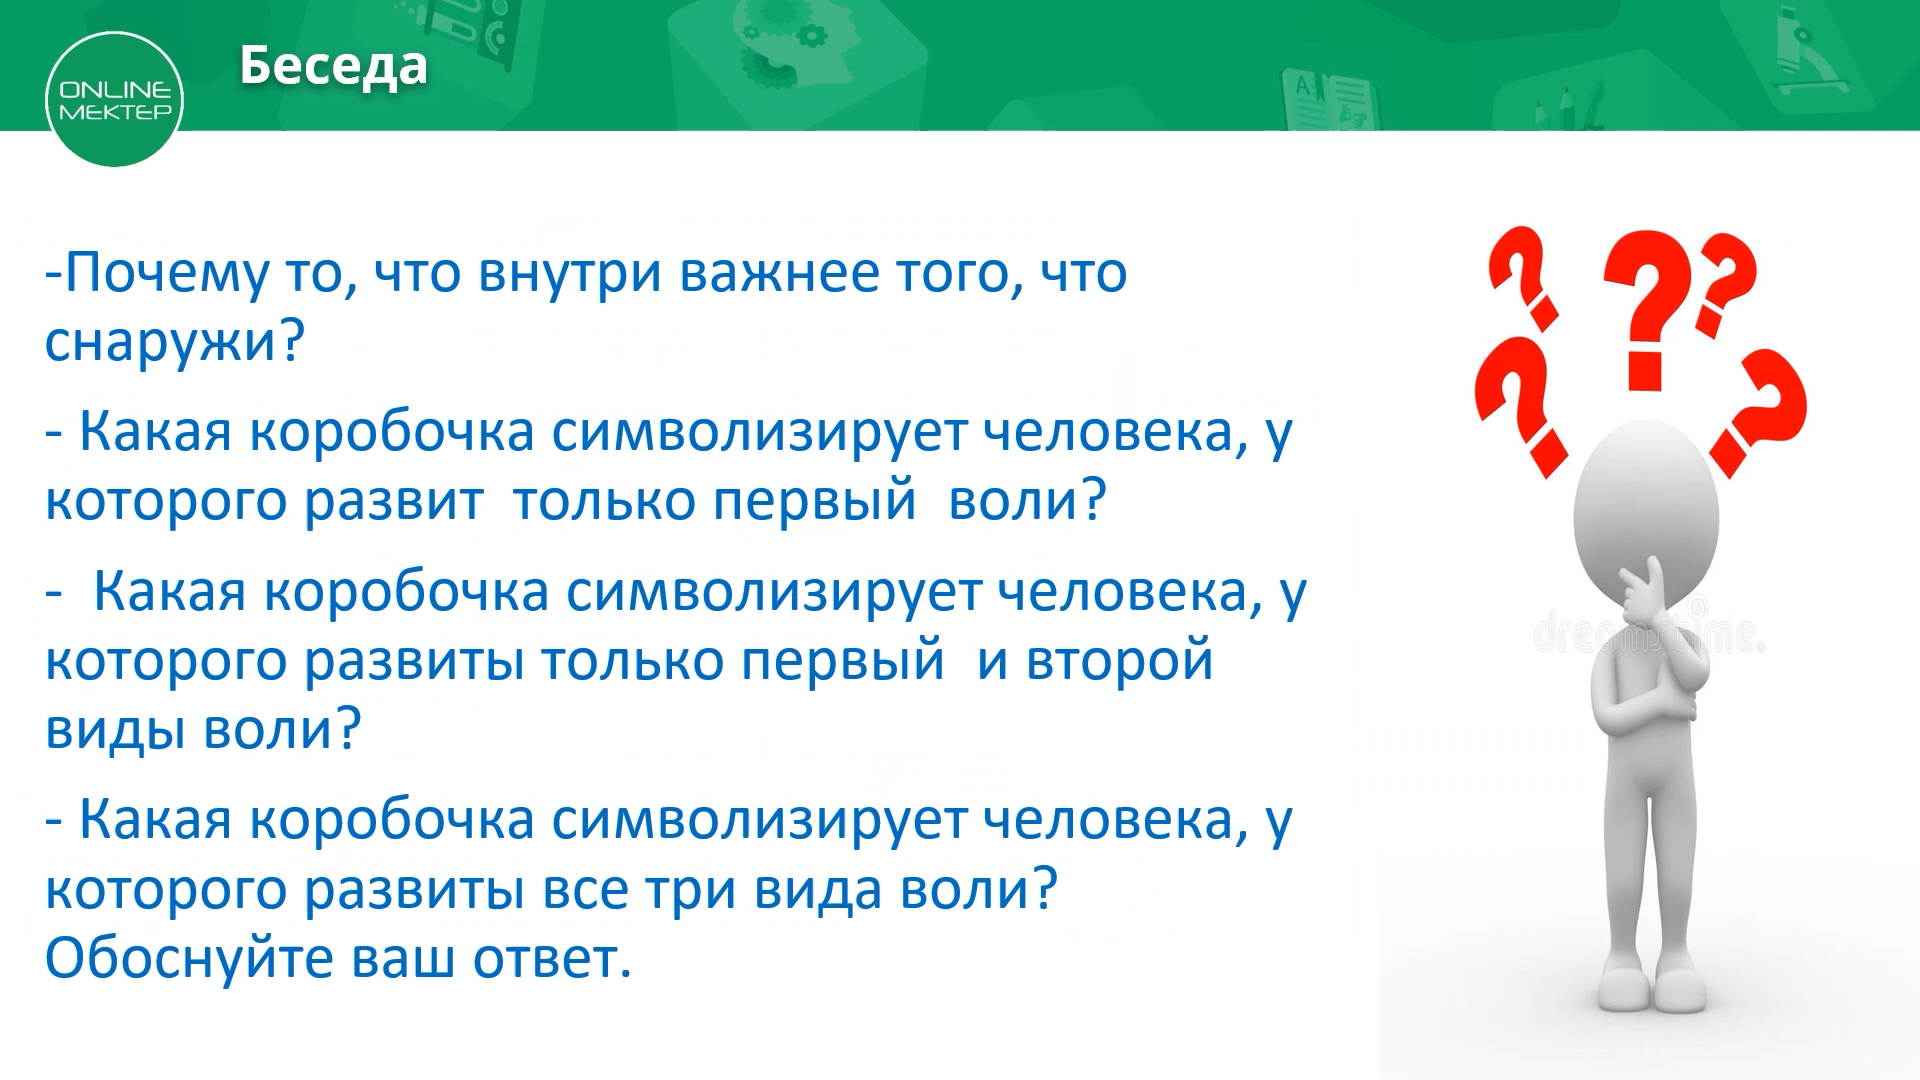 ONLINE
МЕКТЕР
Беседа
-Почему то, что внутри важнее того, что
снаружи?
- Какая коробочка символизирует человека, у
которого развит  только первый  воли?
-  Какая коробочка символизирует человека, у
которого развиты только первый  и второй
виды воли?
- Какая коробочка символизирует человека, у
которого развиты все три вида воли?
Обоснуйте ваш ответ.
dreamstime.